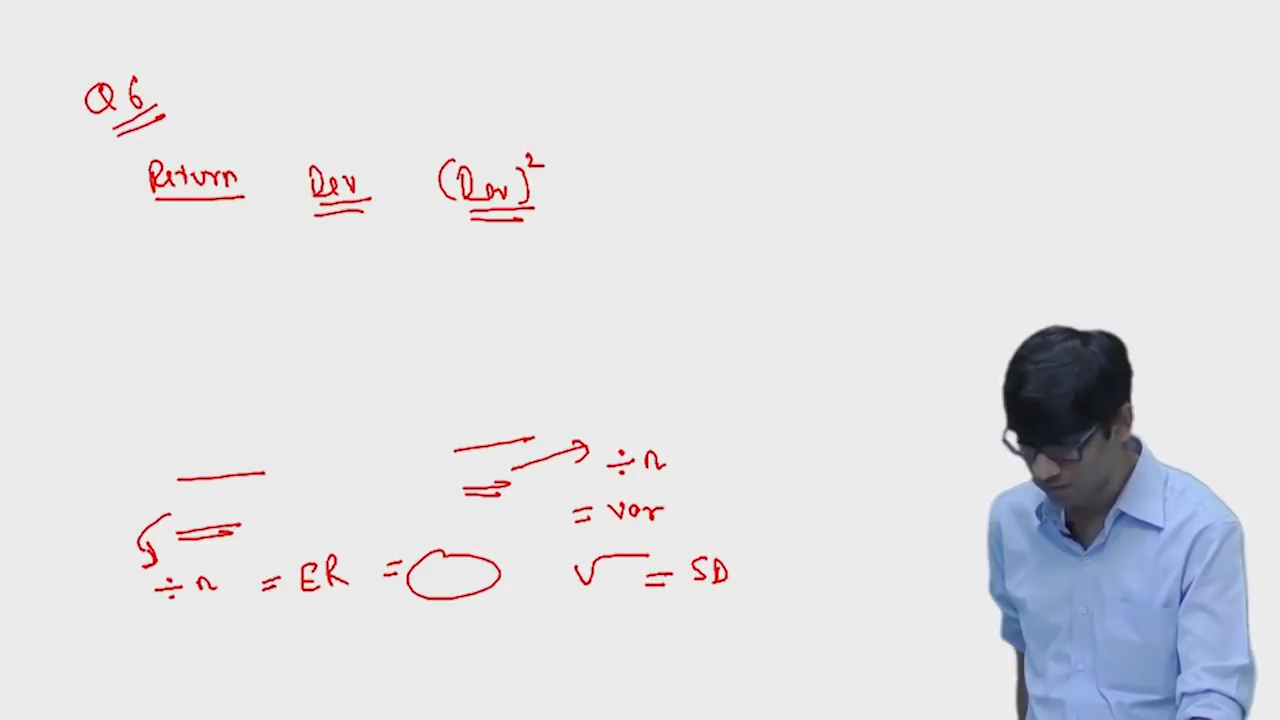 Q6
Return Dev (Dev)²
÷n
= var
÷n = ER = √ = SD